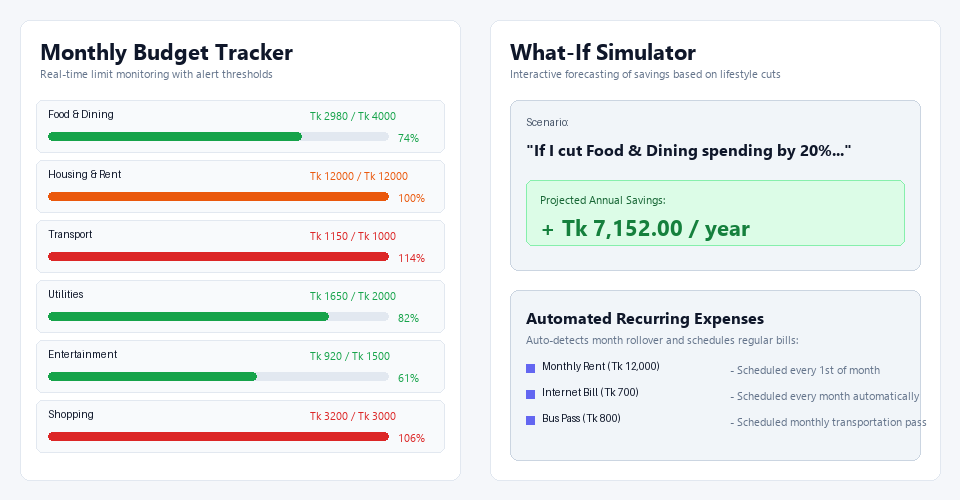 Monthly Budget Tracker
Real-time limit monitoring with alert thresholds
Food & Dining
Tk 2980 / Tk 4000
74%
Housing & Rent
Tk 12000 / Tk 12000
100%
Transport
Tk 1150 / Tk 1000
114%
Utilities
Tk 1650 / Tk 2000
82%
Entertainment
Tk 920 / Tk 1500
61%
Shopping
Tk 3200 / Tk 3000
106%
What-If Simulator
Interactive forecasting of savings based on lifestyle cuts
Scenario:
"If I cut Food & Dining spending by 20%..."
Projected Annual Savings:
+ Tk 7,152.00 / year
Automated Recurring Expenses
Auto-detects month rollover and schedules regular bills:
Monthly Rent (Tk 12,000)
- Scheduled every 1st of month
Internet Bill (Tk 700)
- Scheduled every month automatically
Bus Pass (Tk 800)
- Scheduled monthly transportation pass